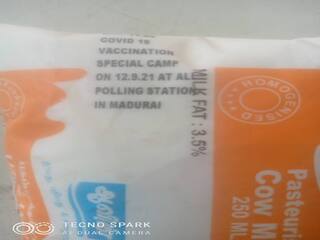 COVID 19
VACCINATION
SPECIAL CAMP
ON 12.9.21 AT ALL
POLLING STATION
IN MADURAI
MILK FAT : 3.5%
HOMOGENISED
Pasteuri
Cow M
250 ML
TECNO SPARK
AI DUAL CAMERA